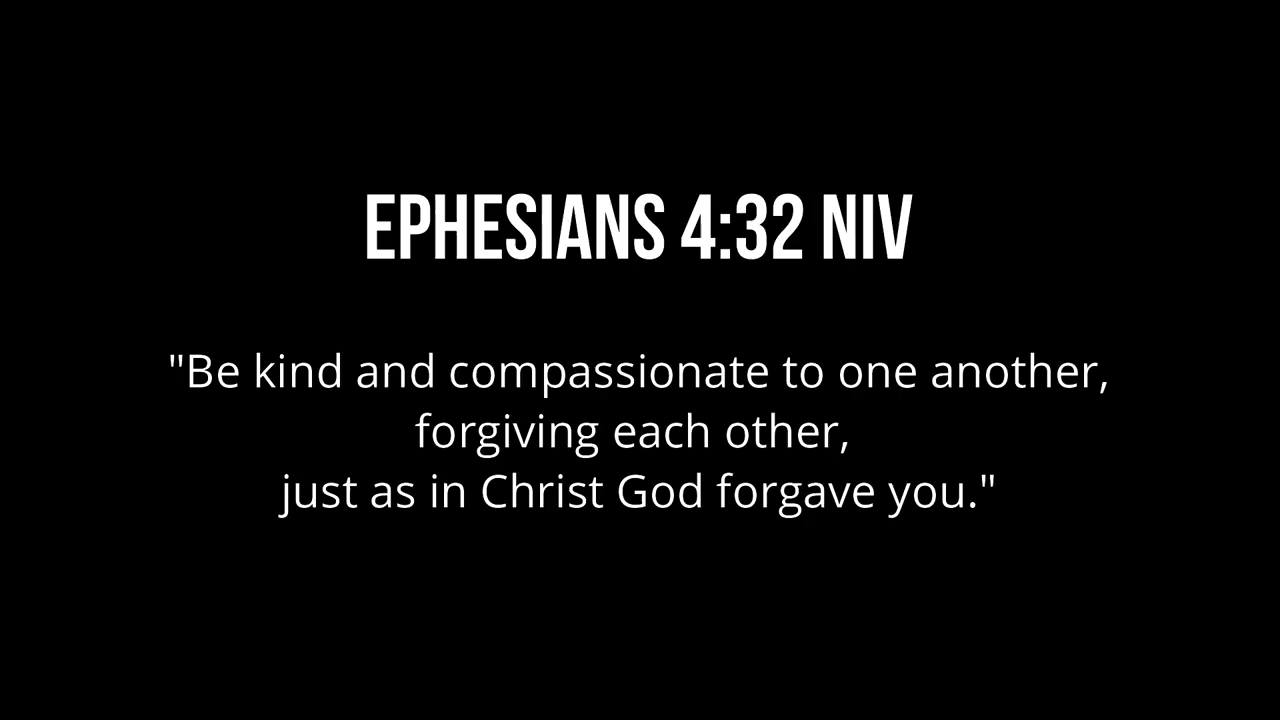 EPHESIANS 4:32 NIV
"Be kind and compassionate to one another,
forgiving each other,
just as in Christ God forgave you."